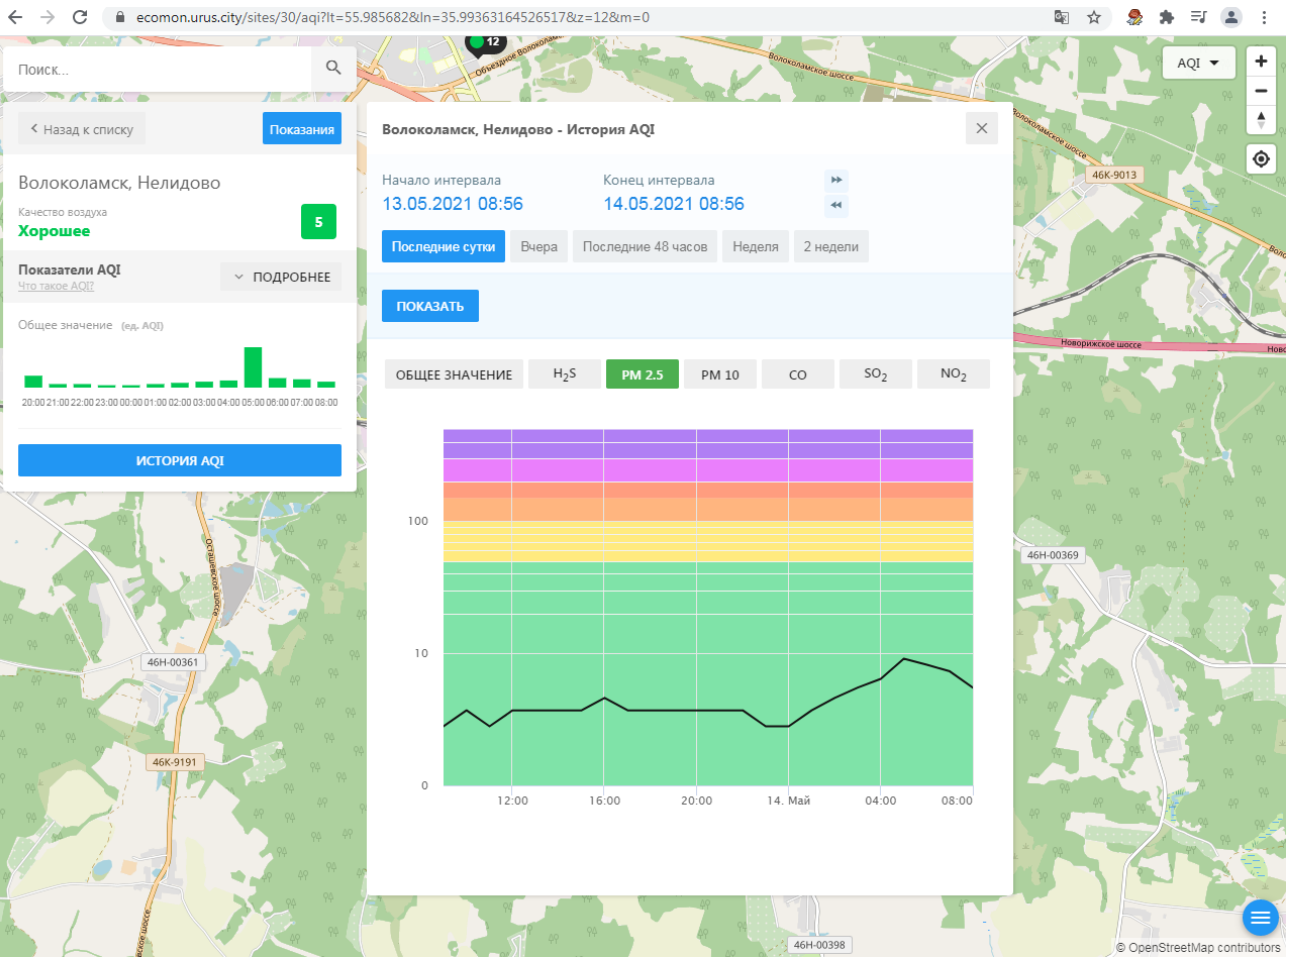 ecomon.urus.city/sites/30/aqi?lt=55.985682&ln=35.99363164526517&z=12&m=0
12
Объездное Волоколамск
Волоколамское шоссе
Поиск...
AQI
Назад к списку
Показания
Волоколамск, Нелидово
Качество воздуха
Хорошее
5
Показатели AQI
Что такое AQI?
ПОДРОБНЕЕ
Общее значение (ед. AQI)
20:00 21:00 22:00 23:00 00:00 01:00 02:00 03:00 04:00 05:00 06:00 07:00 08:00
ИСТОРИЯ AQI
Волоколамск, Нелидово - История AQI
Начало интервала
Конец интервала
13.05.2021 08:56
14.05.2021 08:56
Последние сутки
Вчера
Последние 48 часов
Неделя
2 недели
ПОКАЗАТЬ
ОБЩЕЕ ЗНАЧЕНИЕ
H2S
PM 2.5
PM 10
CO
SO2
NO2
100
10
0
12:00
16:00
20:00
14. Май
04:00
08:00
Волоколамское шоссе
46К-9013
Новорижское шоссе
Ново
46Н-00369
Осташевское шоссе
46Н-00361
46К-9191
46Н-00398
© OpenStreetMap contributors